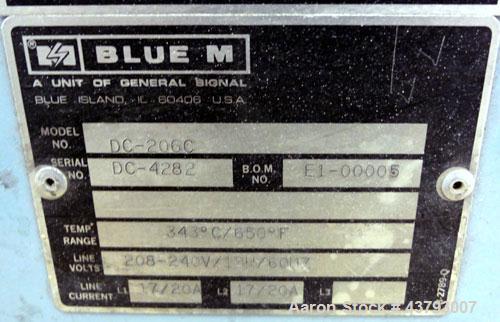 BLUE M
A UNIT OF GENERAL SIGNAL
BLUE ISLAND, IL 60406 U.S.A
MODEL NO. DC-206C
SERIAL NO. DC-4282 B.O.M. NO. E1-00005
TEMP. RANGE 343°C/650°F
LINE VOLTS 208-240V/1PH/60HZ
LINE CURRENT L1 17/20A L2 17/20A L3
2789-Q
Aaron Stock #43793007